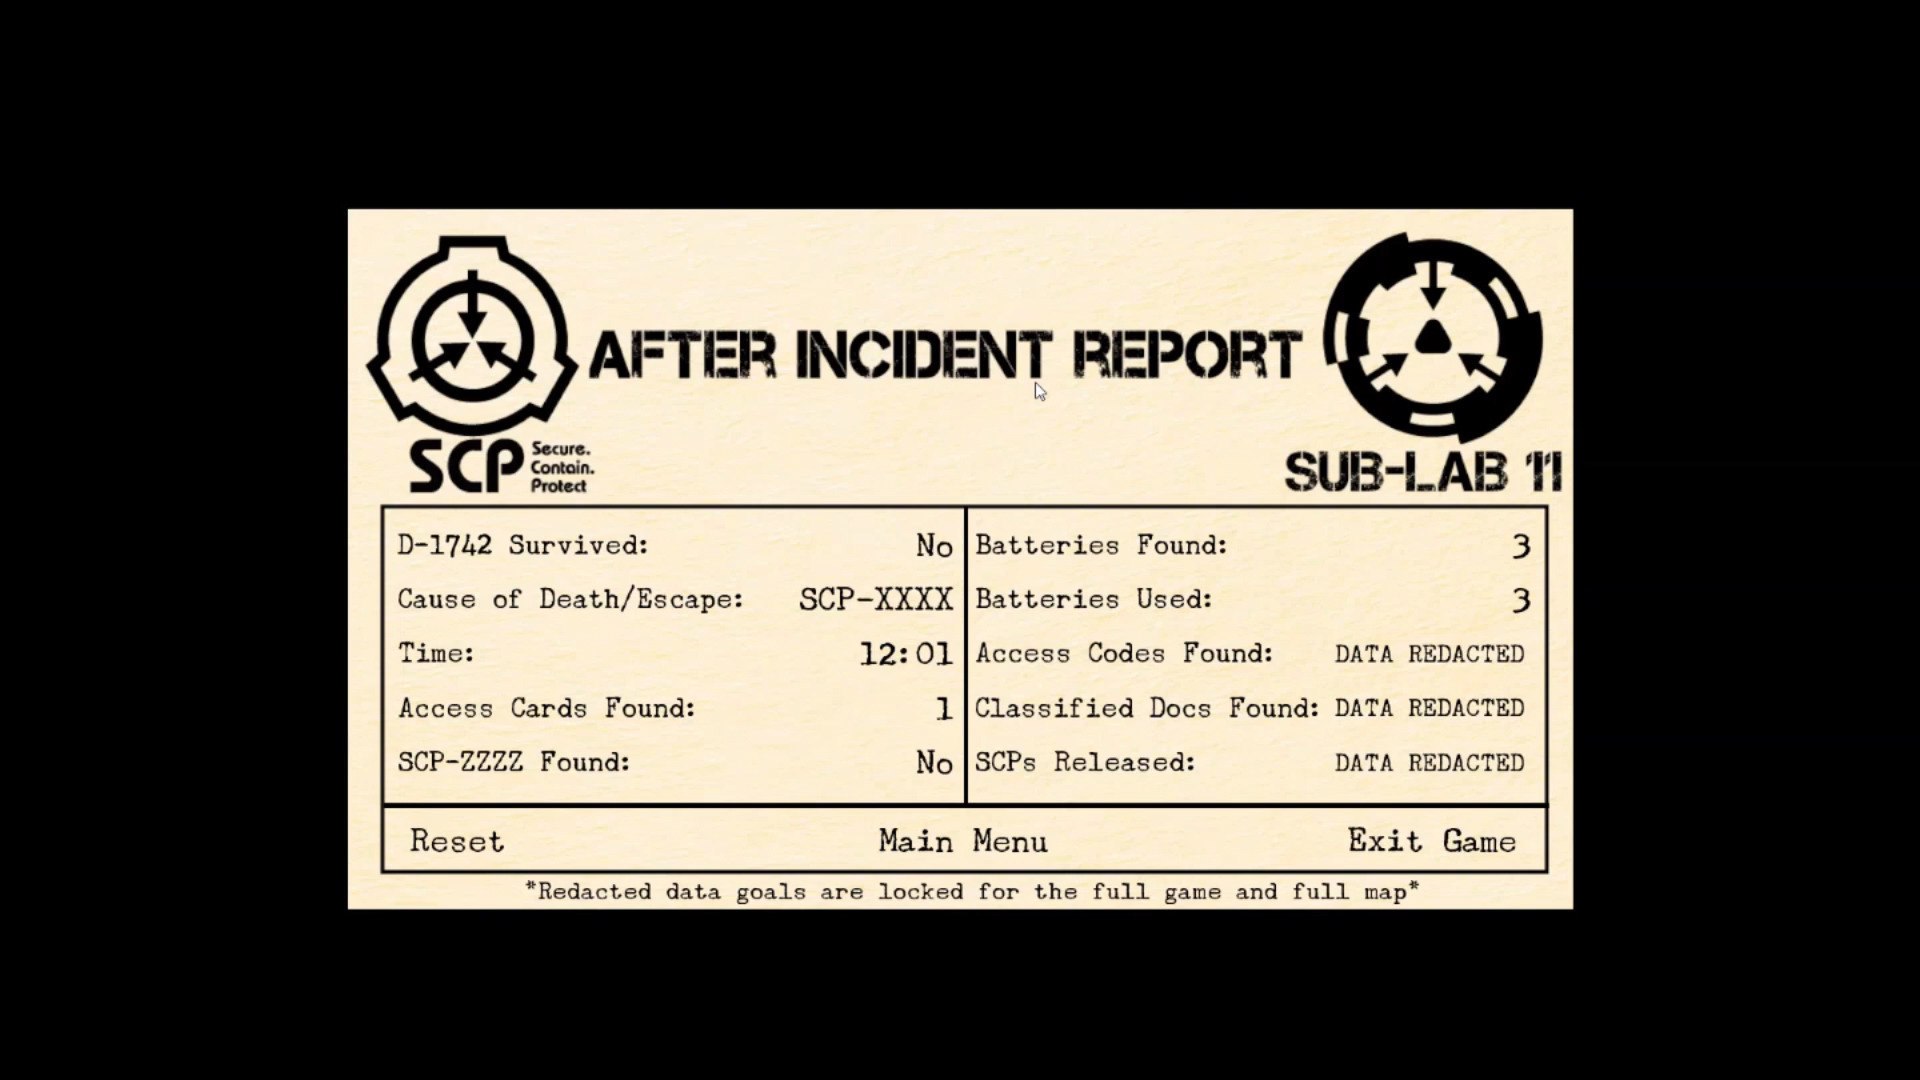 AFTER INCIDENT REPORT
SCP Secure.
Contain.
Protect
SUB-LAB 11
D-1742 Survived: No
Cause of Death/Escape: SCP-XXXX
Time: 12:01
Access Cards Found: 1
SCP-ZZZZ Found: No
Batteries Found: 3
Batteries Used: 3
Access Codes Found: DATA REDACTED
Classified Docs Found: DATA REDACTED
SCPs Released: DATA REDACTED
Reset Main Menu Exit Game
*Redacted data goals are locked for the full game and full map*